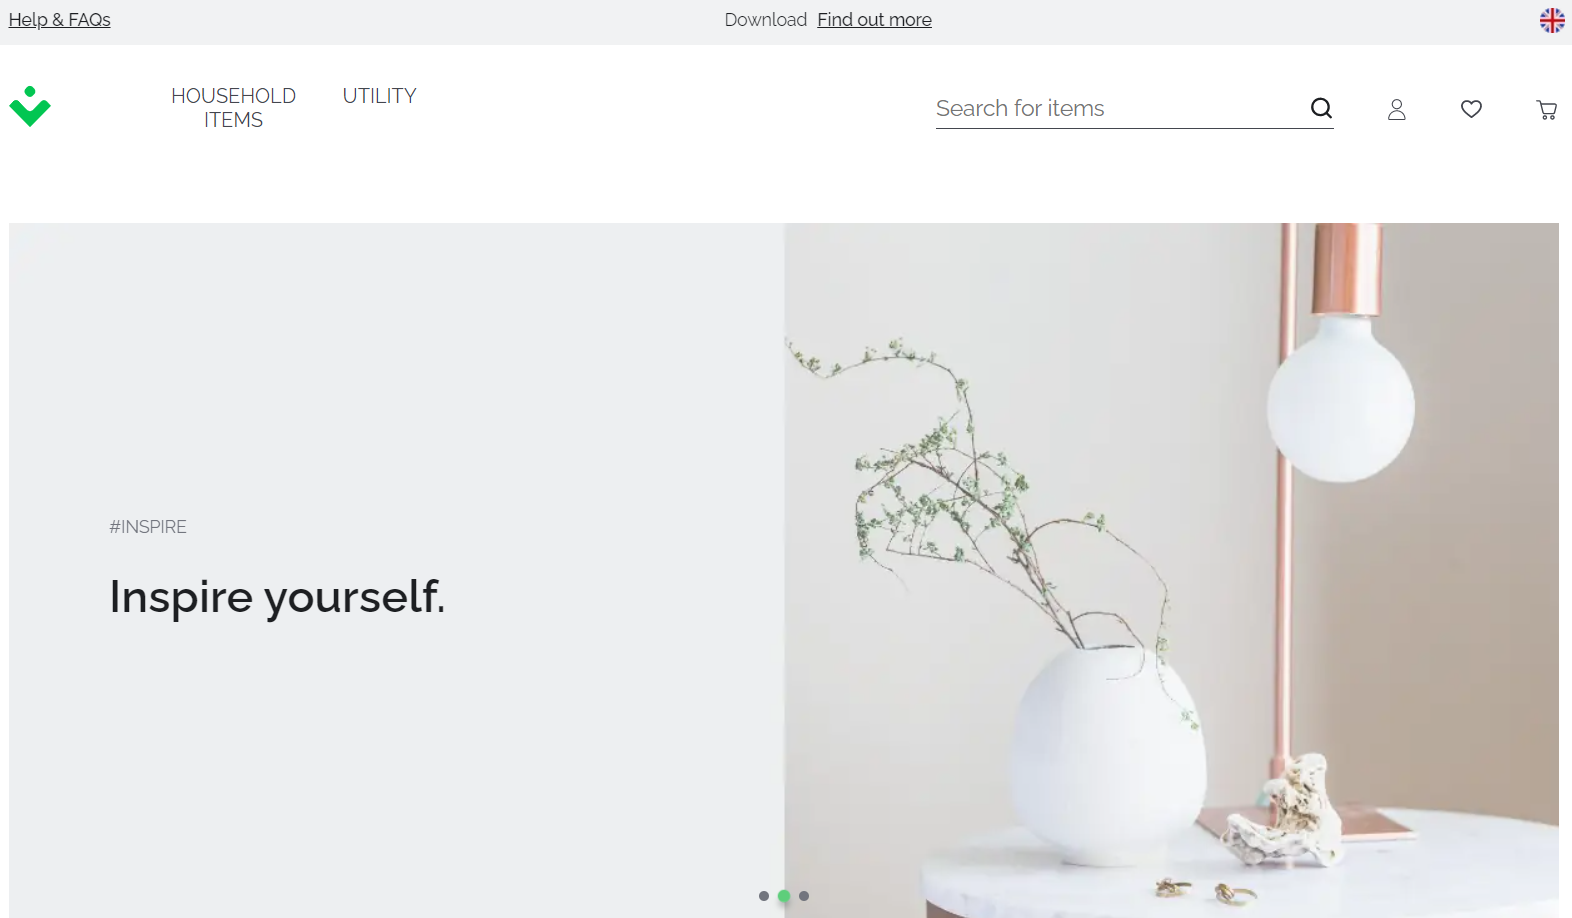 Help & FAQs
Download Find out more
HOUSEHOLD
ITEMS
UTILITY
Search for items
#INSPIRE
Inspire yourself.